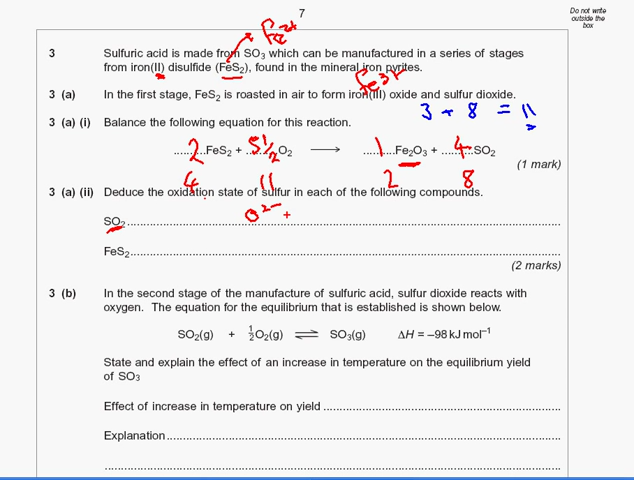 7
Do not write
outside the
box
Fe2+
3 Sulfuric acid is made from SO3 which can be manufactured in a series of stages
from iron(II) disulfide (FeS2), found in the mineral iron pyrites.
Fe3+
3 (a) In the first stage, FeS2 is roasted in air to form iron(III) oxide and sulfur dioxide.
3 + 8 = 11
3 (a) (i) Balance the following equation for this reaction.
2 FeS2 + 5½ O2 ⟶ 1 Fe2O3 + 4 SO2
(1 mark)
4 11 2 8
3 (a) (ii) Deduce the oxidation state of sulfur in each of the following compounds.
O2- +
SO2
FeS2
(2 marks)
3 (b) In the second stage of the manufacture of sulfuric acid, sulfur dioxide reacts with
oxygen. The equation for the equilibrium that is established is shown below.
SO2(g) + ½O2(g) ⇌ SO3(g) ΔH = –98 kJ mol–1
State and explain the effect of an increase in temperature on the equilibrium yield
of SO3
Effect of increase in temperature on yield
Explanation